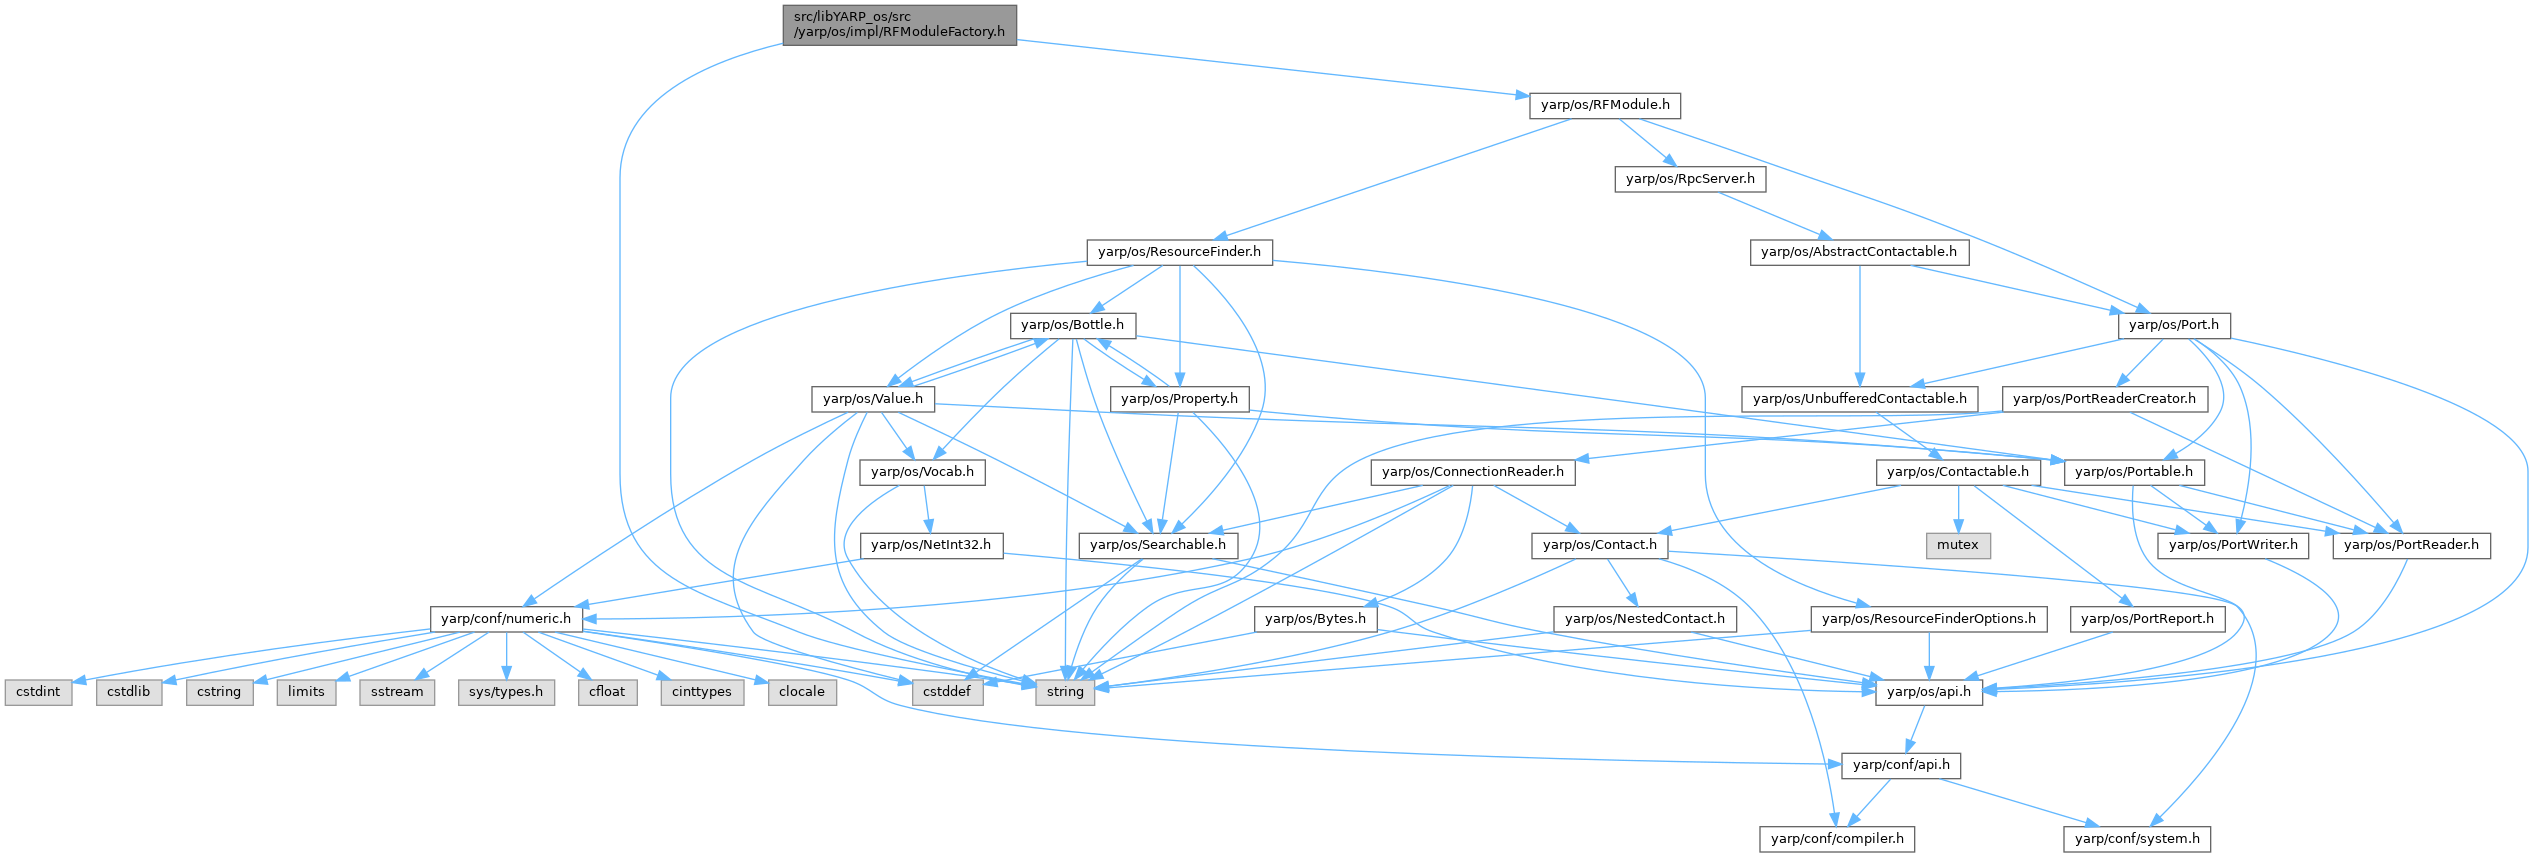 src/libYARP_os/src
/yarp/os/impl/RFModuleFactory.h
yarp/os/RFModule.h
yarp/os/RpcServer.h
yarp/os/ResourceFinder.h
yarp/os/AbstractContactable.h
yarp/os/Bottle.h
yarp/os/Port.h
yarp/os/Value.h
yarp/os/Property.h
yarp/os/UnbufferedContactable.h
yarp/os/PortReaderCreator.h
yarp/os/Vocab.h
yarp/os/ConnectionReader.h
yarp/os/Contactable.h
yarp/os/Portable.h
yarp/os/NetInt32.h
yarp/os/Searchable.h
yarp/os/Contact.h
mutex
yarp/os/PortWriter.h
yarp/os/PortReader.h
yarp/conf/numeric.h
yarp/os/Bytes.h
yarp/os/NestedContact.h
yarp/os/ResourceFinderOptions.h
yarp/os/PortReport.h
cstdint
cstdlib
cstring
limits
sstream
sys/types.h
cfloat
cinttypes
clocale
cstddef
string
yarp/os/api.h
yarp/conf/api.h
yarp/conf/compiler.h
yarp/conf/system.h